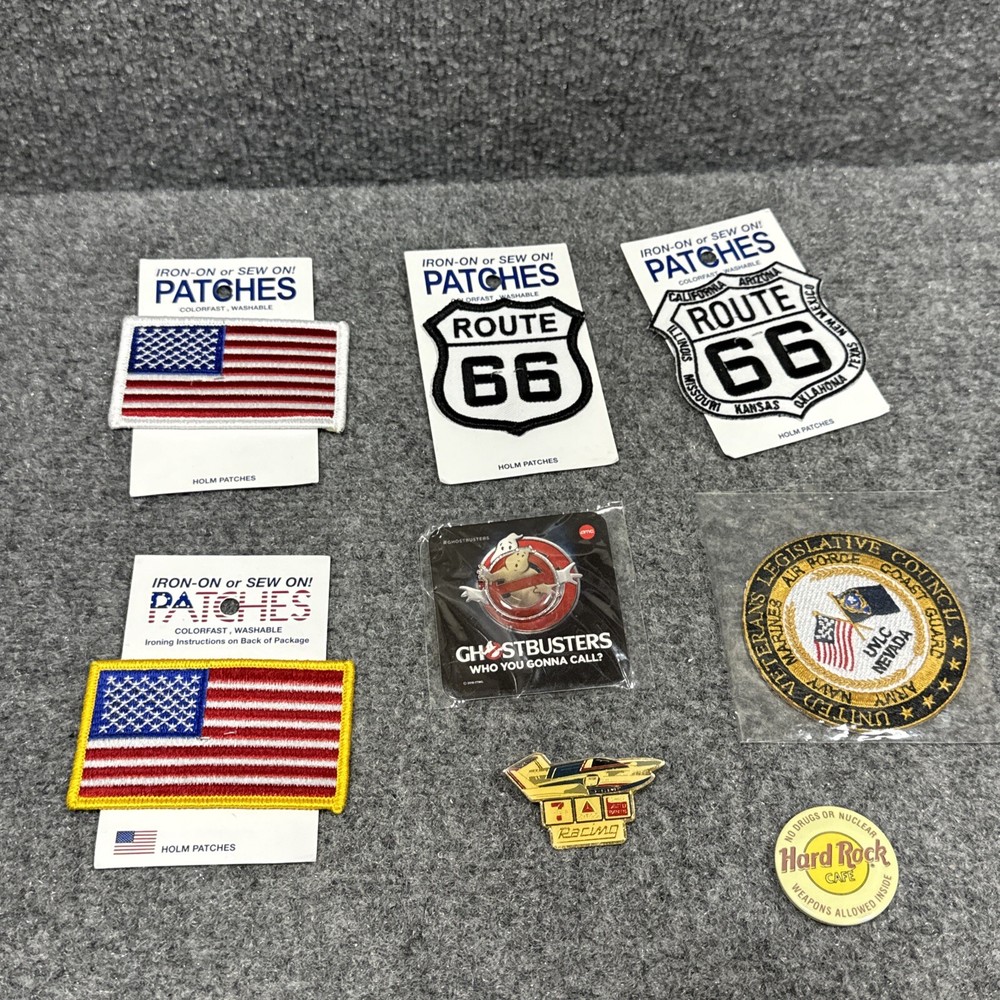 IRON-ON or SEW ON!
PATCHES
COLORFAST, WASHABLE
HOLM PATCHES
IRON-ON or SEW ON!
PATCHES
COLORFAST, WASHABLE
ROUTE
66
HOLM PATCHES
IRON-ON or SEW ON!
PATCHES
COLORFAST, WASHABLE
CALIFORNIA ARIZONA NEW MEXICO TEXAS OKLAHOMA KANSAS MISSOURI ILLINOIS
ROUTE
66
HOLM PATCHES
IRON-ON or SEW ON!
PATCHES
COLORFAST, WASHABLE
Ironing Instructions on Back of Package
HOLM PATCHES
@GHOSTBUSTERS
GHOSTBUSTERS
WHO YOU GONNA CALL?
UNITED VETERANS LEGISLATIVE COUNCIL
MARINES AIR FORCE COAST GUARD
ARMY NAVY
UVLC
NEVADA
7
Racing
NO DRUGS OR NUCLEAR
Hard Rock
CAFE
WEAPONS ALLOWED INSIDE